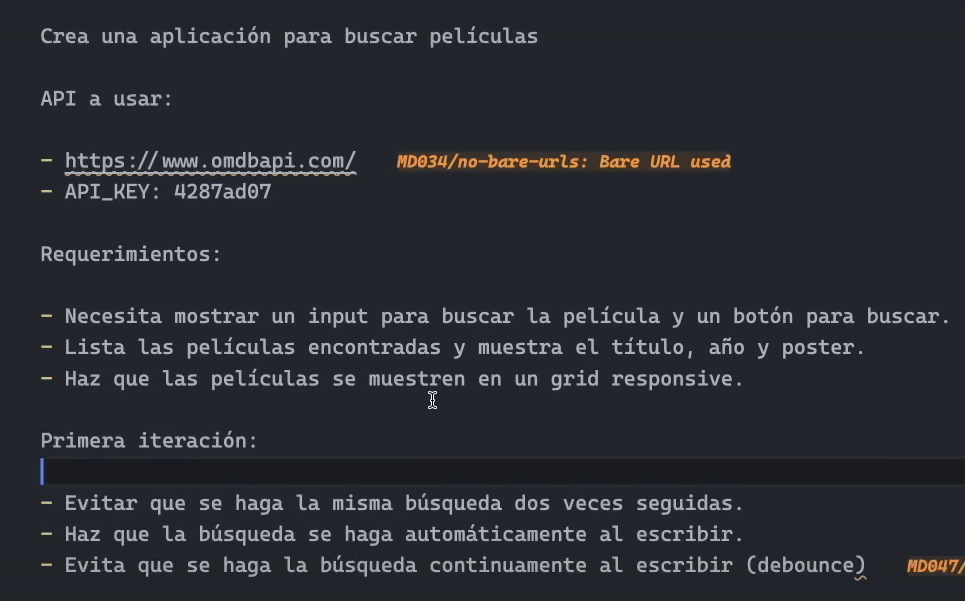 Crea una aplicación para buscar películas
API a usar:
- https://www.omdbapi.com/ MD034/no-bare-urls: Bare URL used
- API_KEY: 4287ad07
Requerimientos:
- Necesita mostrar un input para buscar la película y un botón para buscar.
- Lista las películas encontradas y muestra el título, año y poster.
- Haz que las películas se muestren en un grid responsive.
Primera iteración:
- Evitar que se haga la misma búsqueda dos veces seguidas.
- Haz que la búsqueda se haga automáticamente al escribir.
- Evita que se haga la búsqueda continuamente al escribir (debounce) MD047/